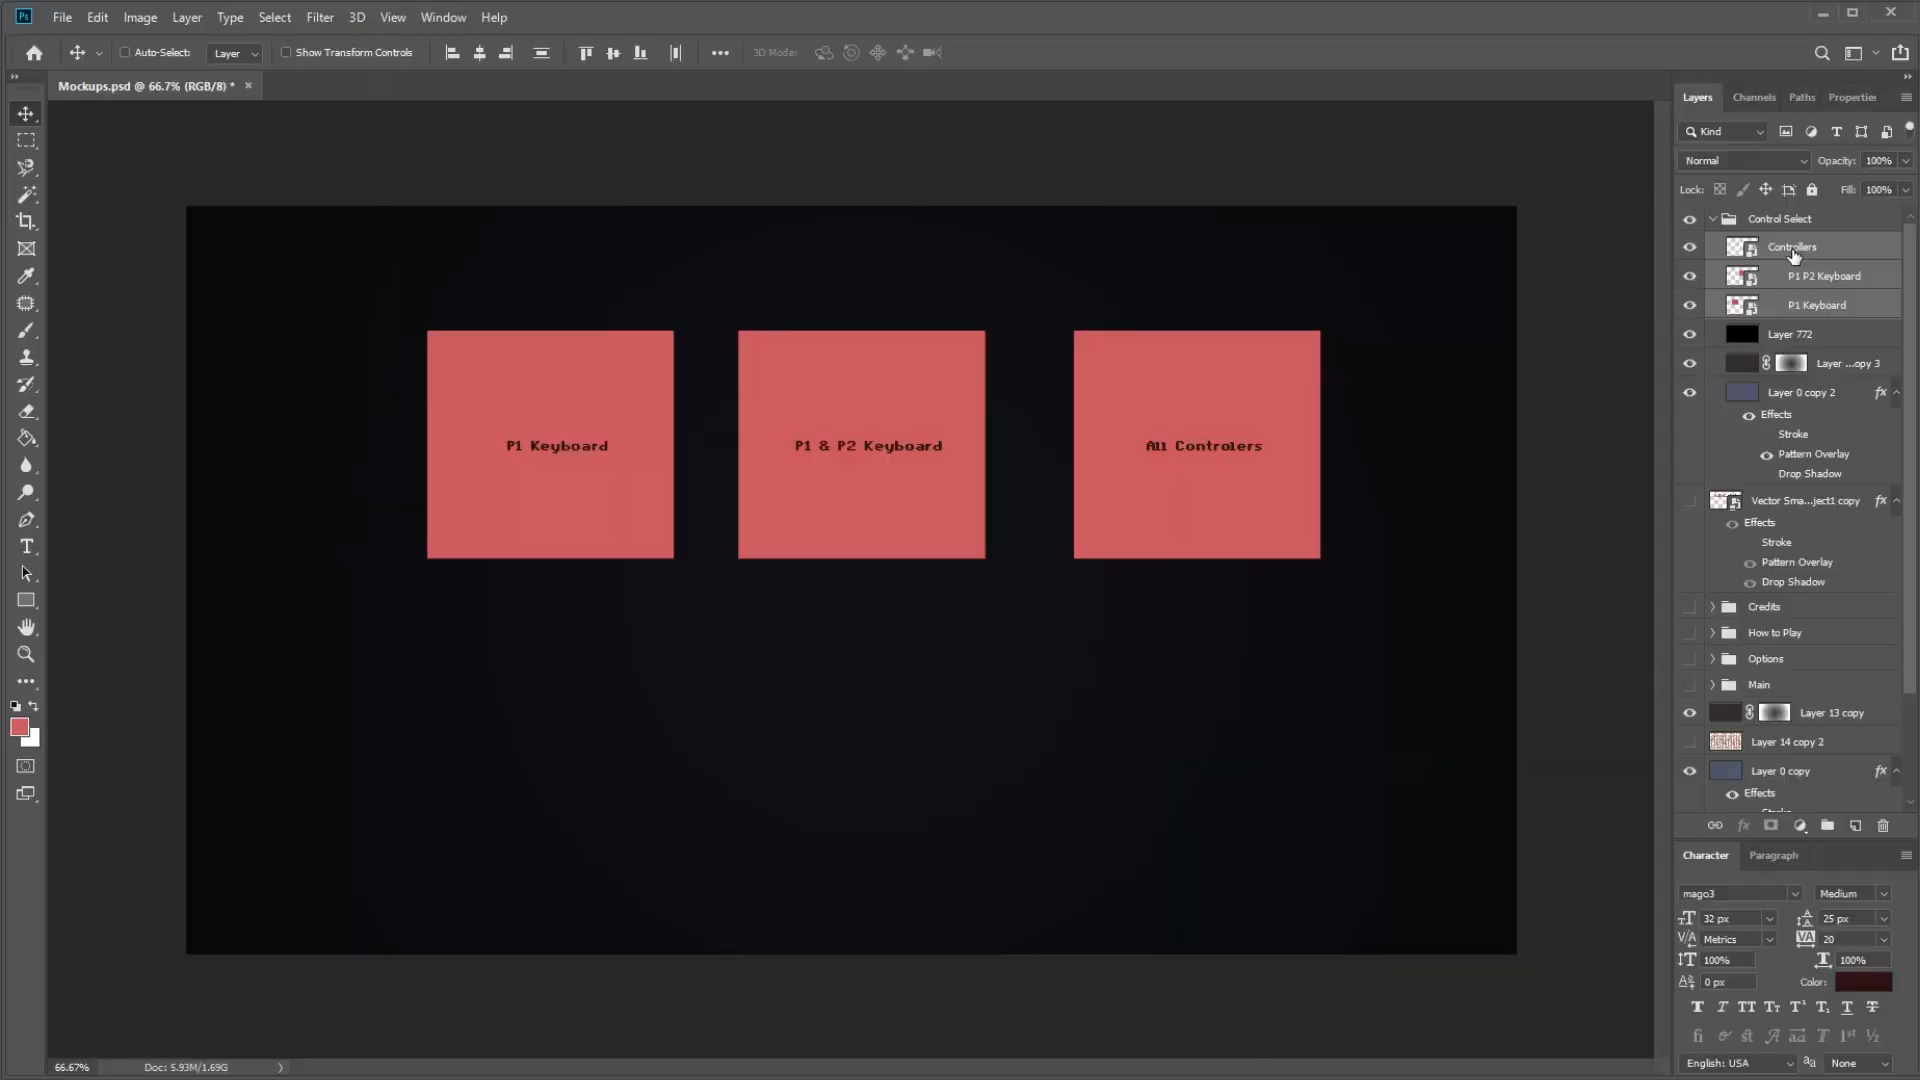 Ps File Edit Image Layer Type Select Filter 3D View Window Help
Auto-Select: Layer Show Transform Controls 3D Mode:
Mockups.psd @ 66.7% (RGB/8) *
Layers Channels Paths Properties
Kind
Normal Opacity: 100%
Lock: Fill: 100%
Control Select
Controllers
P1 P2 Keyboard
P1 Keyboard
Layer 772
Layer ...opy 3
Layer 0 copy 2 fx
Effects
Stroke
Pattern Overlay
Drop Shadow
Vector Sma...ject1 copy fx
Effects
Stroke
Pattern Overlay
Drop Shadow
Credits
How to Play
Options
Main
Layer 13 copy
Layer 14 copy 2
Layer 0 copy fx
Effects
Stroke
P1 Keyboard
P1 & P2 Keyboard
All Controlers
Character Paragraph
mago3 Medium
32 px 25 px
Metrics 20
100% 100%
0 px Color:
English: USA None
66.67% Doc: 5.93M/1.69G